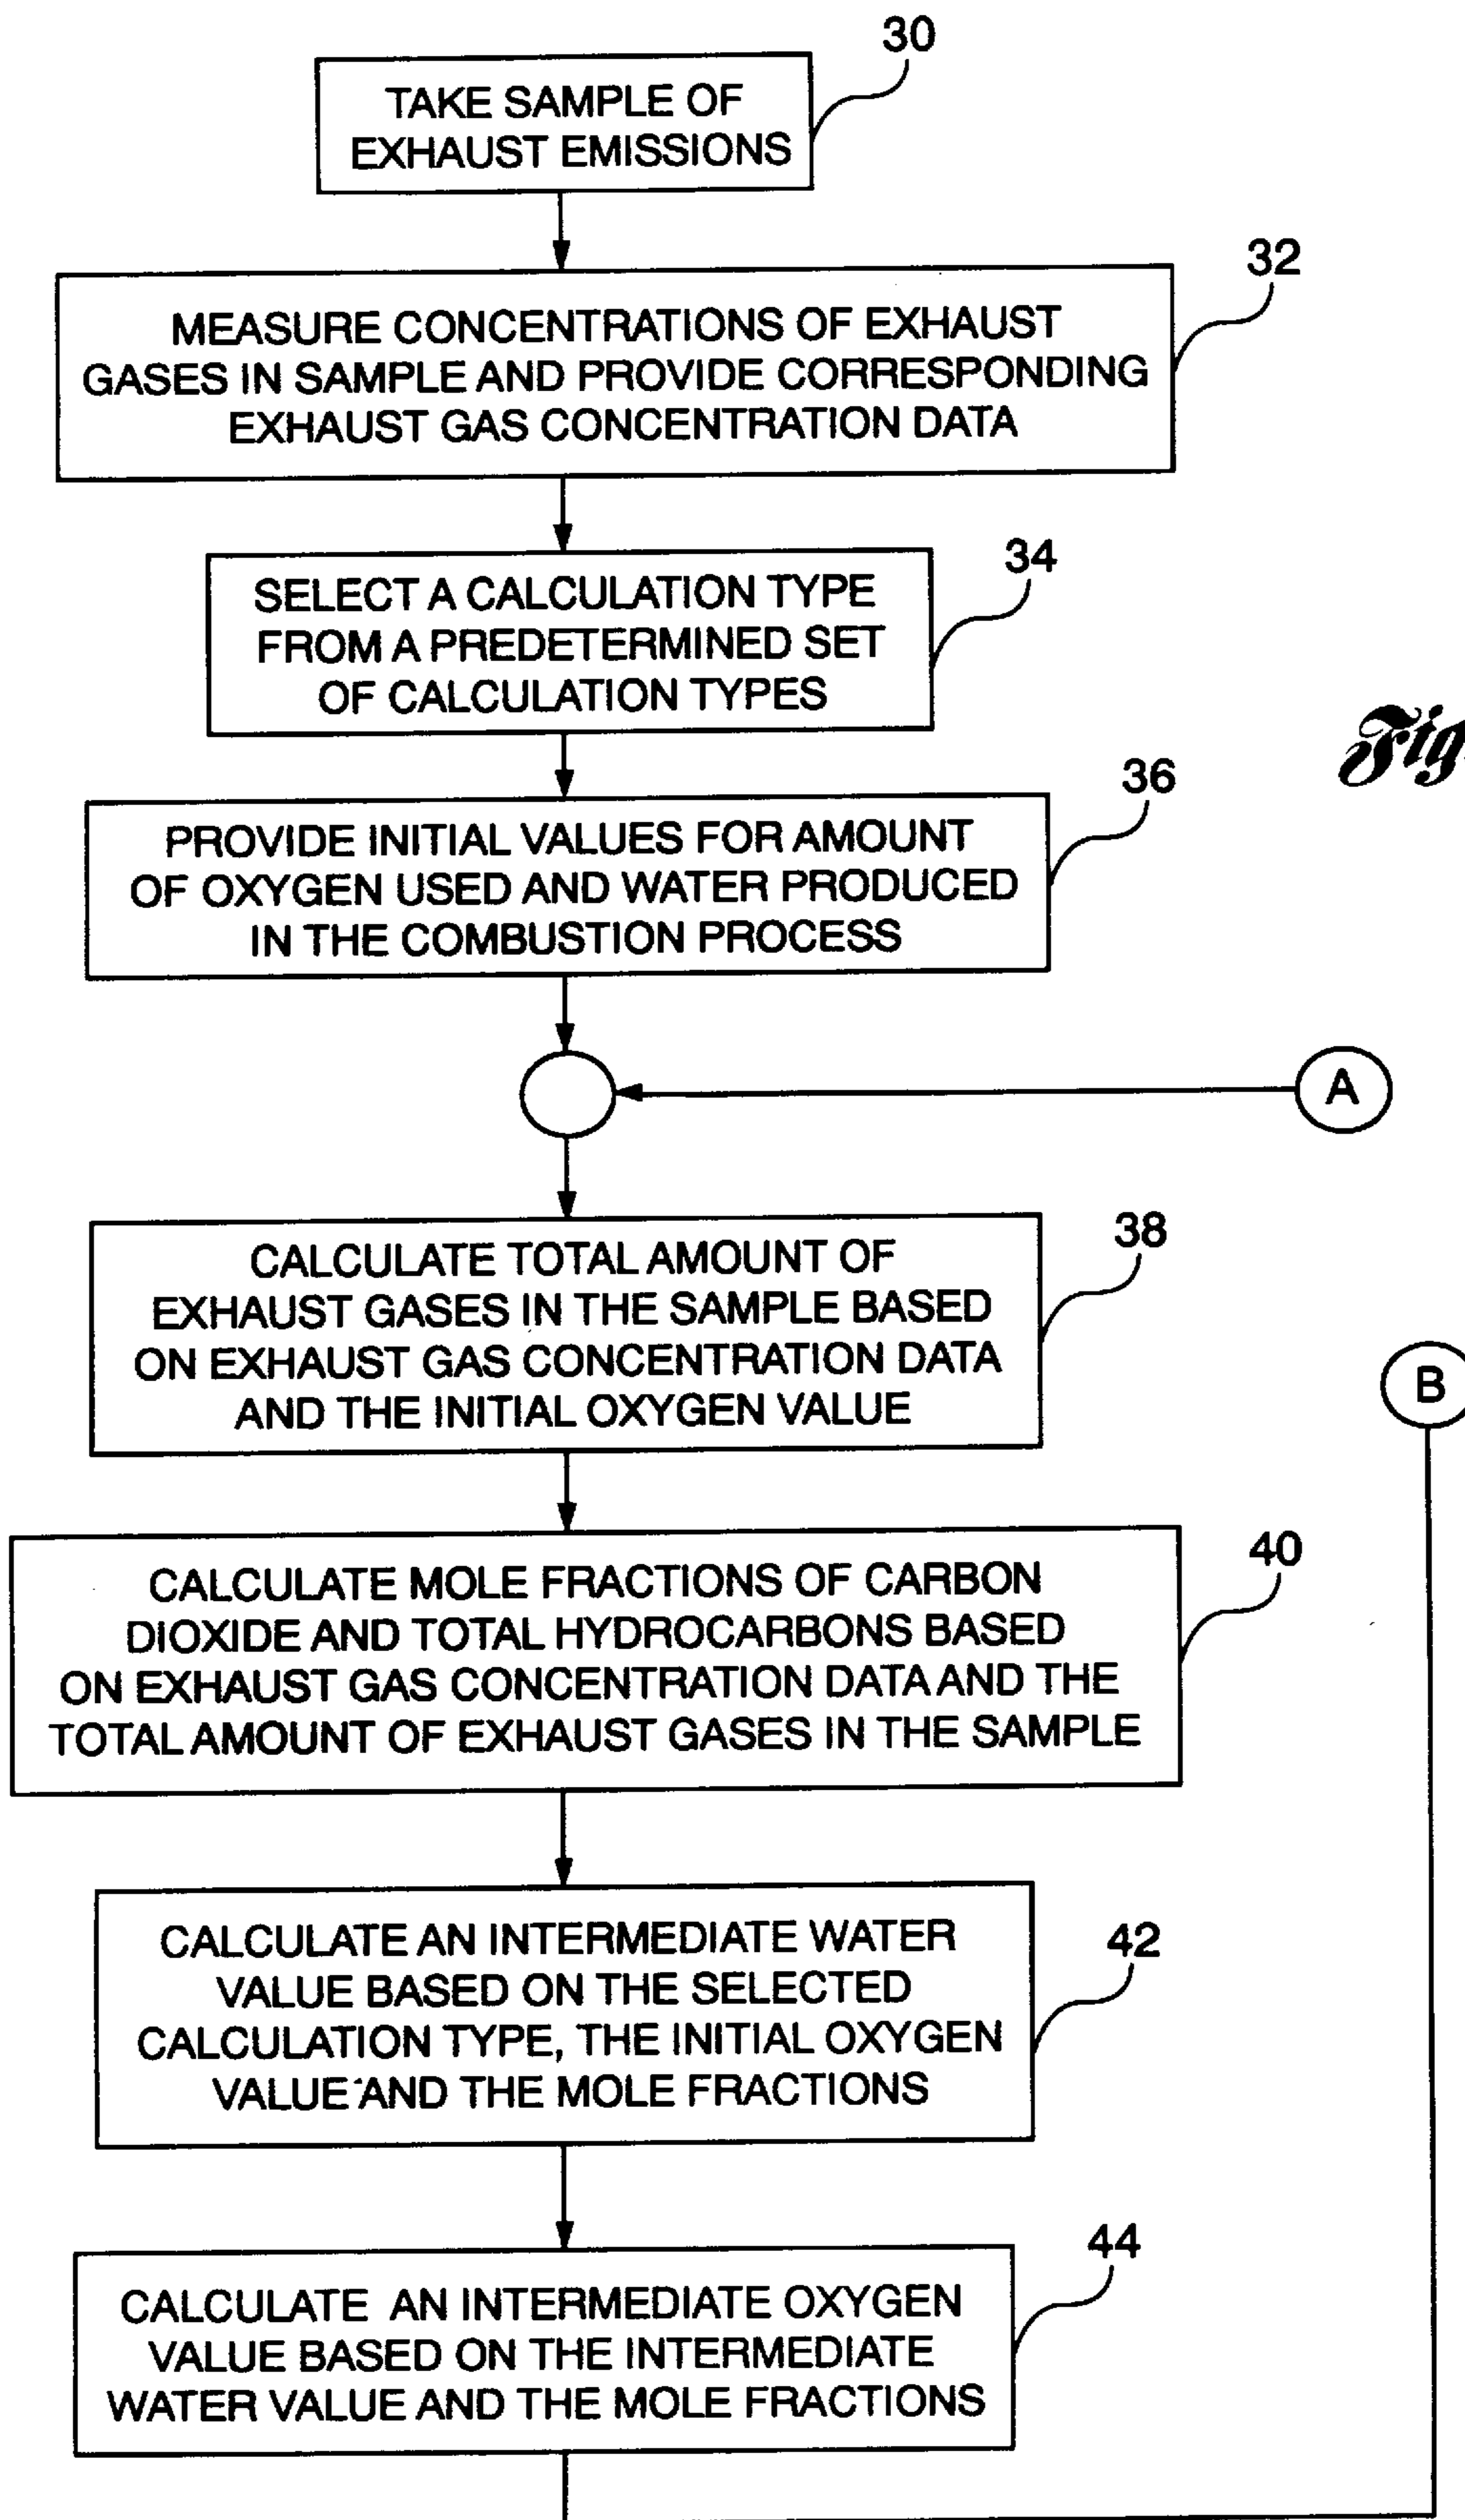 30
TAKE SAMPLE OF
EXHAUST EMISSIONS
32
MEASURE CONCENTRATIONS OF EXHAUST
GASES IN SAMPLE AND PROVIDE CORRESPONDING
EXHAUST GAS CONCENTRATION DATA
34
SELECT A CALCULATION TYPE
FROM A PREDETERMINED SET
OF CALCULATION TYPES
Fig.
36
PROVIDE INITIAL VALUES FOR AMOUNT
OF OXYGEN USED AND WATER PRODUCED
IN THE COMBUSTION PROCESS
A
38
CALCULATE TOTAL AMOUNT OF
EXHAUST GASES IN THE SAMPLE BASED
ON EXHAUST GAS CONCENTRATION DATA
AND THE INITIAL OXYGEN VALUE
B
40
CALCULATE MOLE FRACTIONS OF CARBON
DIOXIDE AND TOTAL HYDROCARBONS BASED
ON EXHAUST GAS CONCENTRATION DATA AND THE
TOTAL AMOUNT OF EXHAUST GASES IN THE SAMPLE
42
CALCULATE AN INTERMEDIATE WATER
VALUE BASED ON THE SELECTED
CALCULATION TYPE, THE INITIAL OXYGEN
VALUE AND THE MOLE FRACTIONS
44
CALCULATE AN INTERMEDIATE OXYGEN
VALUE BASED ON THE INTERMEDIATE
WATER VALUE AND THE MOLE FRACTIONS